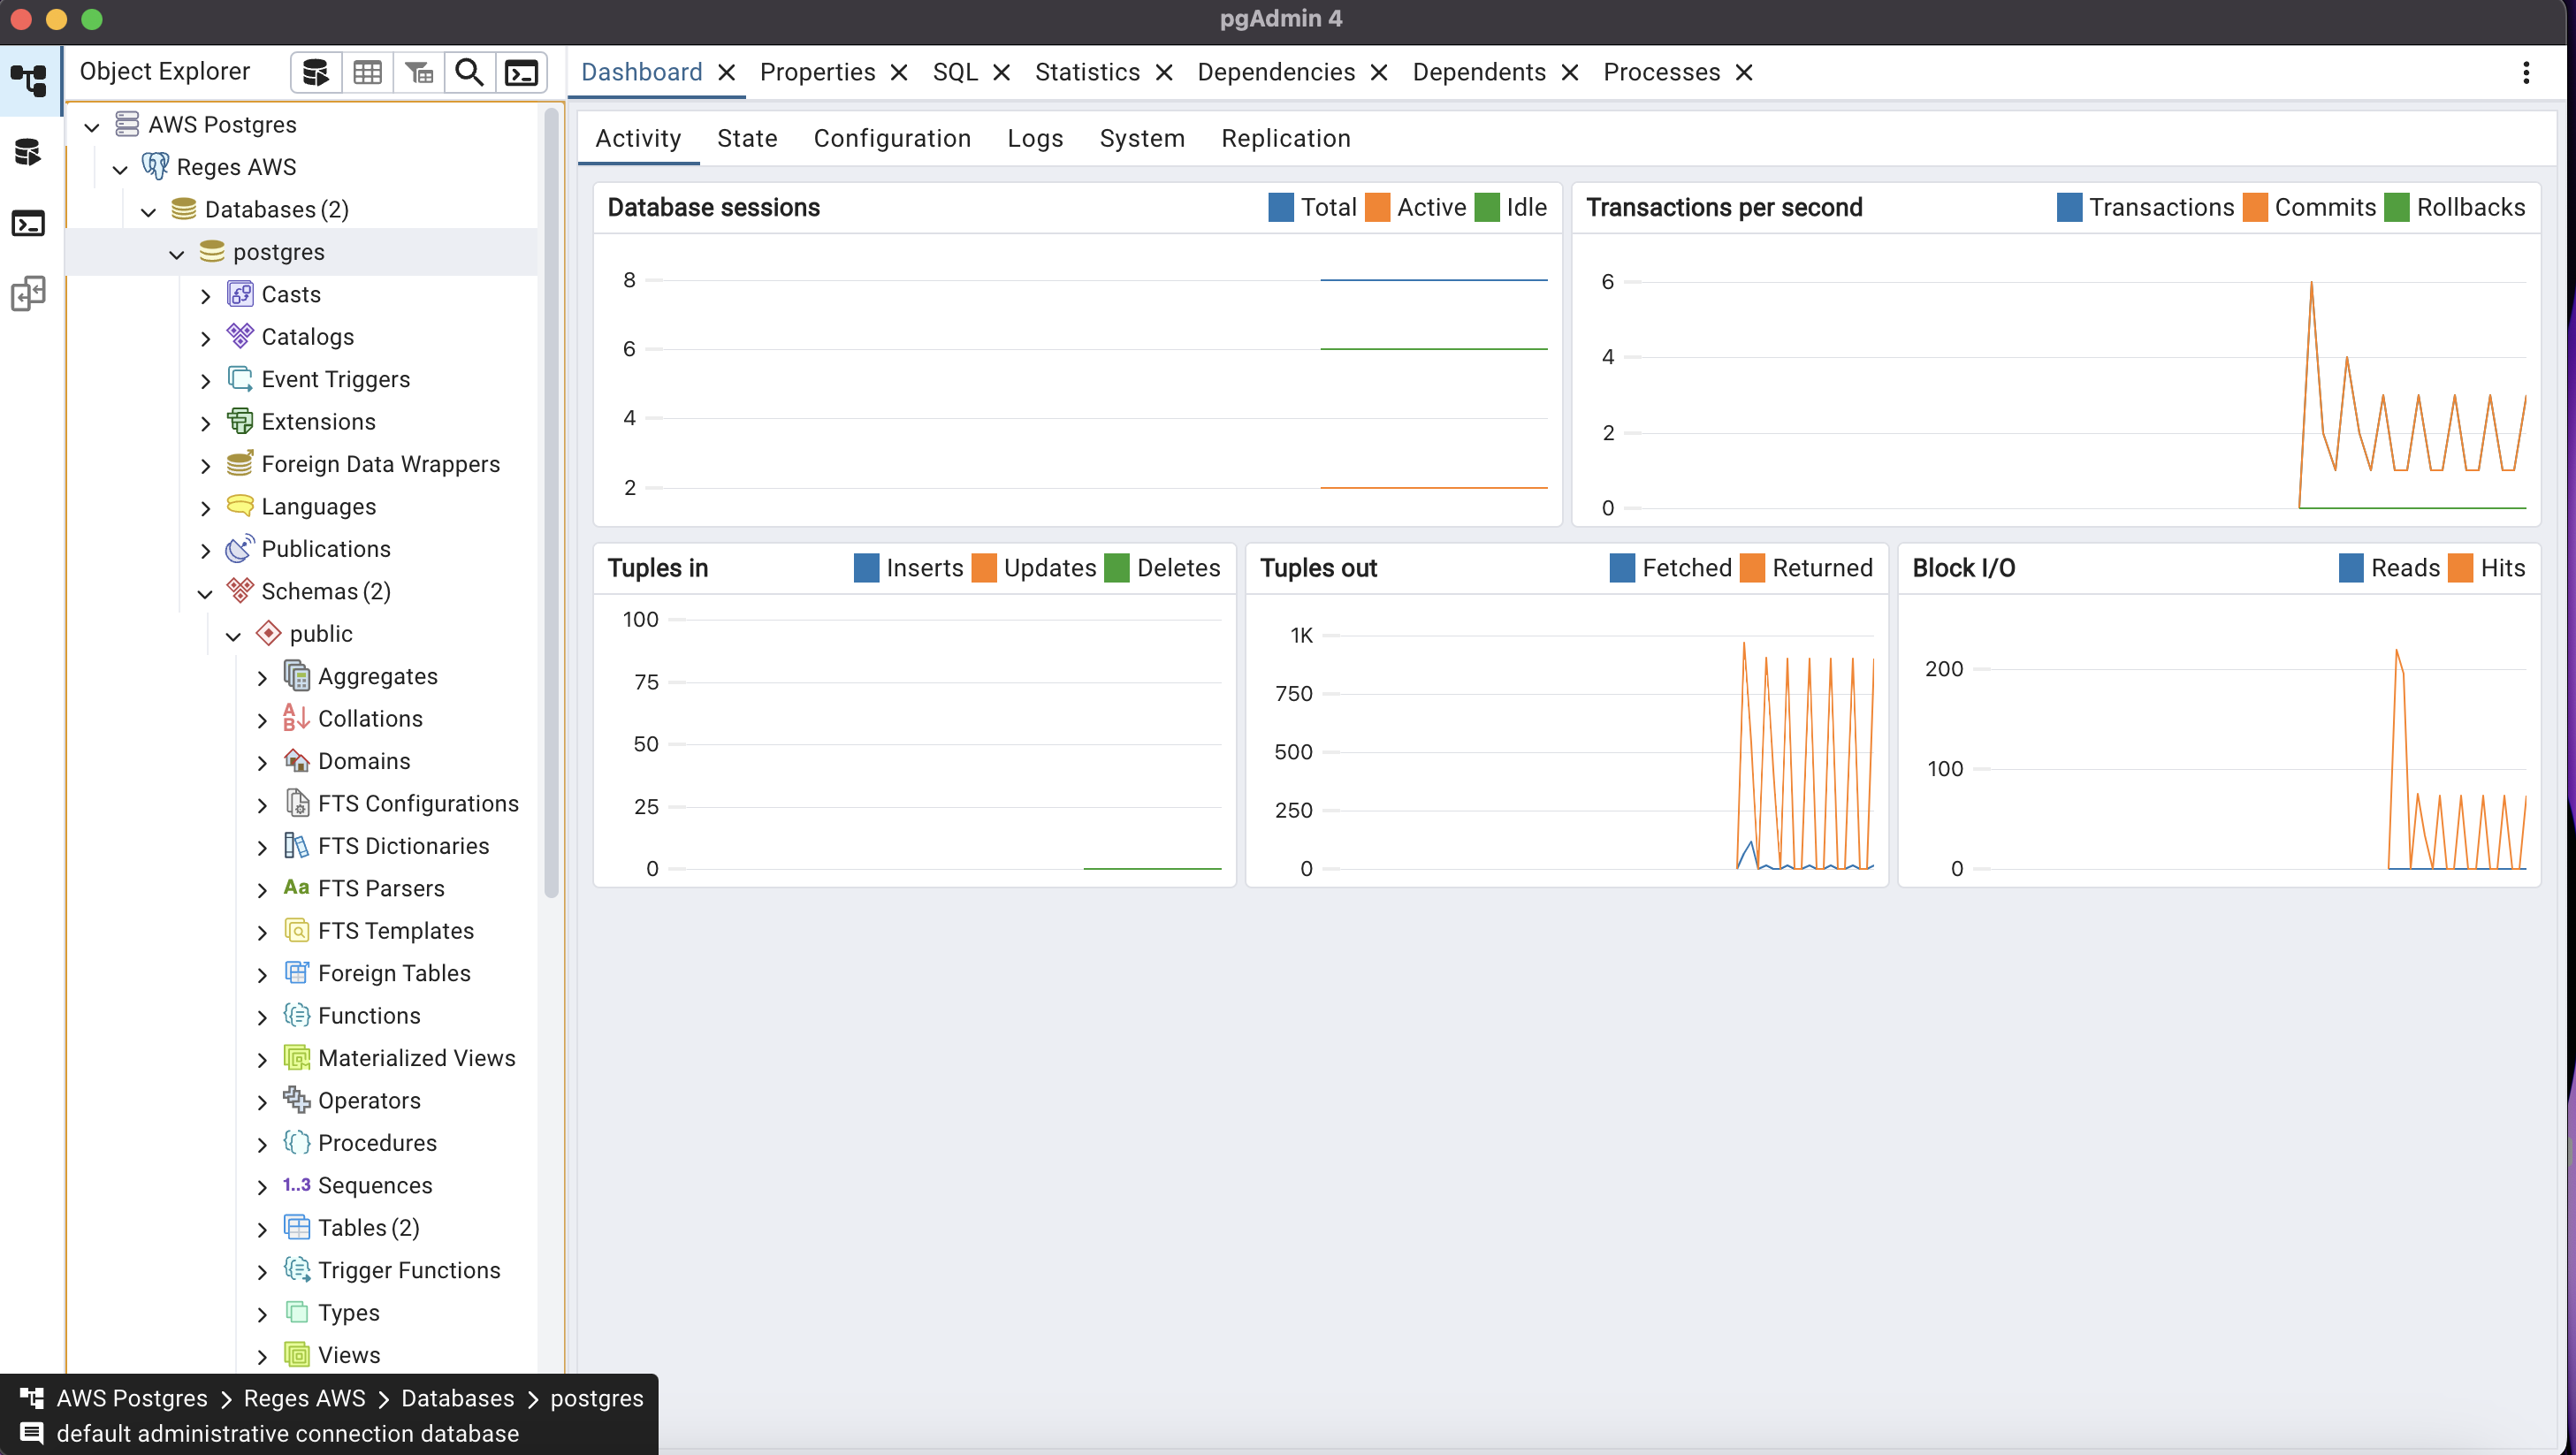 pgAdmin 4
Object Explorer
Dashboard Properties SQL Statistics Dependencies Dependents Processes
AWS Postgres
Reges AWS
Databases (2)
postgres
Casts
Catalogs
Event Triggers
Extensions
Foreign Data Wrappers
Languages
Publications
Schemas (2)
public
Aggregates
Collations
Domains
FTS Configurations
FTS Dictionaries
Aa FTS Parsers
FTS Templates
Foreign Tables
Functions
Materialized Views
Operators
Procedures
1..3 Sequences
Tables (2)
Trigger Functions
Types
Views
AWS Postgres > Reges AWS > Databases > postgres
default administrative connection database
Activity State Configuration Logs System Replication
Database sessions Total Active Idle
8
6
4
2
Transactions per second Transactions Commits Rollbacks
6
4
2
0
Tuples in Inserts Updates Deletes
100
75
50
25
0
Tuples out Fetched Returned
1K
750
500
250
0
Block I/O Reads Hits
200
100
0